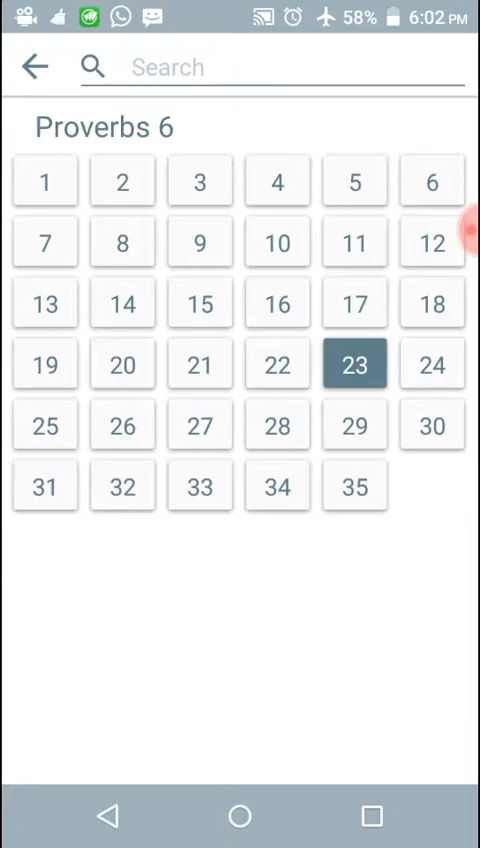 58% 6:02 PM
Search
Proverbs 6
1 2 3 4 5 6
7 8 9 10 11 12
13 14 15 16 17 18
19 20 21 22 23 24
25 26 27 28 29 30
31 32 33 34 35